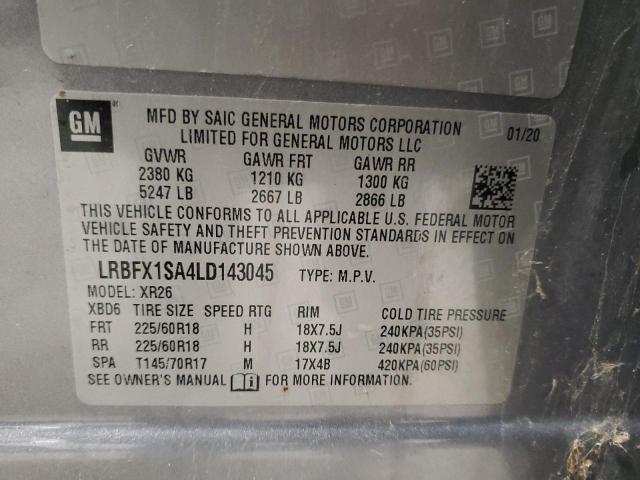 GM
MFD BY SAIC GENERAL MOTORS CORPORATION
LIMITED FOR GENERAL MOTORS LLC
01/20
GVWR GAWR FRT GAWR RR
2380 KG 1210 KG 1300 KG
5247 LB 2667 LB 2866 LB
THIS VEHICLE CONFORMS TO ALL APPLICABLE U.S. FEDERAL MOTOR
VEHICLE SAFETY AND THEFT PREVENTION STANDARDS IN EFFECT ON
THE DATE OF MANUFACTURE SHOWN ABOVE.
LRBFX1SA4LD143045 TYPE: M.P.V.
MODEL: XR26
XBD6 TIRE SIZE SPEED RTG RIM COLD TIRE PRESSURE
FRT 225/60R18 H 18X7.5J 240KPA(35PSI)
RR 225/60R18 H 18X7.5J 240KPA(35PSI)
SPA T145/70R17 M 17X4B 420KPA(60PSI)
SEE OWNER'S MANUAL FOR MORE INFORMATION.